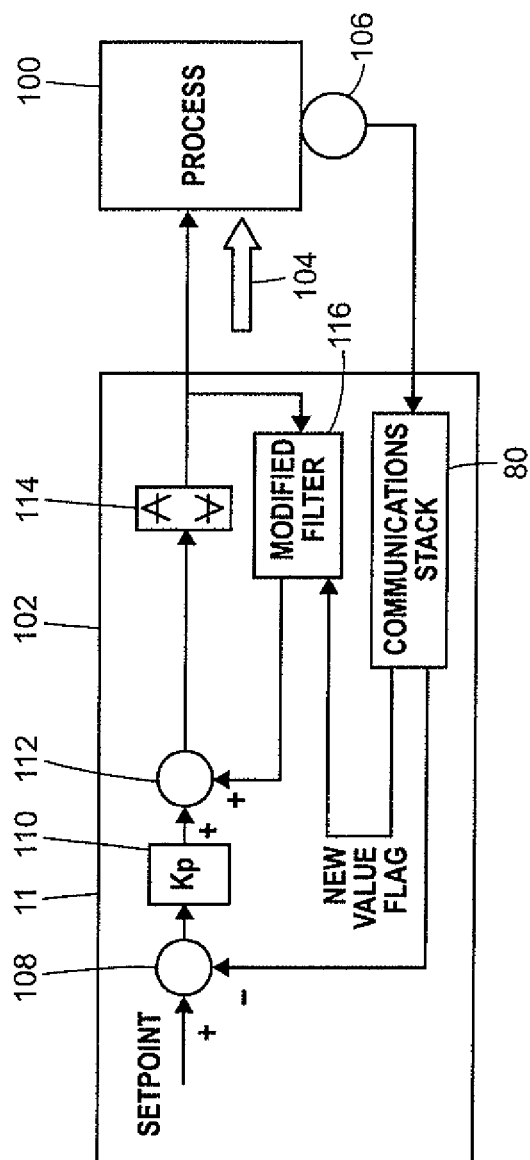 108
11
110
112
102
114
100
SETPOINT
+
-
Kp
+
+
PROCESS
104
106
MODIFIED
FILTER
116
NEW
VALUE
FLAG
COMMUNICATIONS
STACK
80